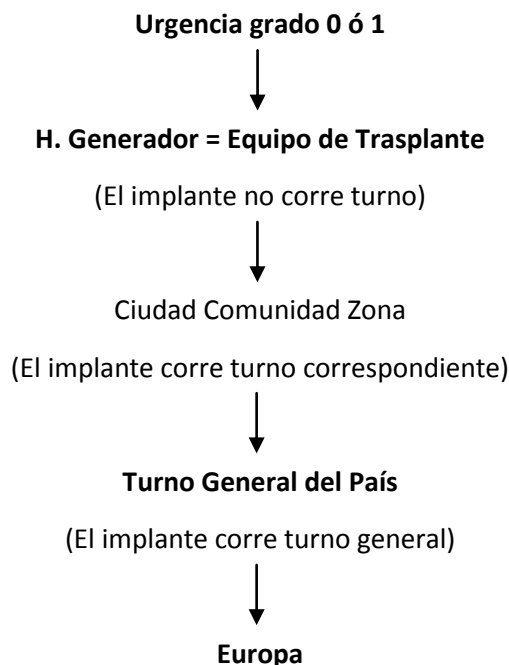 Urgencia grado 0 ó 1
H. Generador = Equipo de Trasplante
(El implante no corre turno)
Ciudad Comunidad Zona
(El implante corre turno correspondiente)
Turno General del País
(El implante corre turno general)
Europa